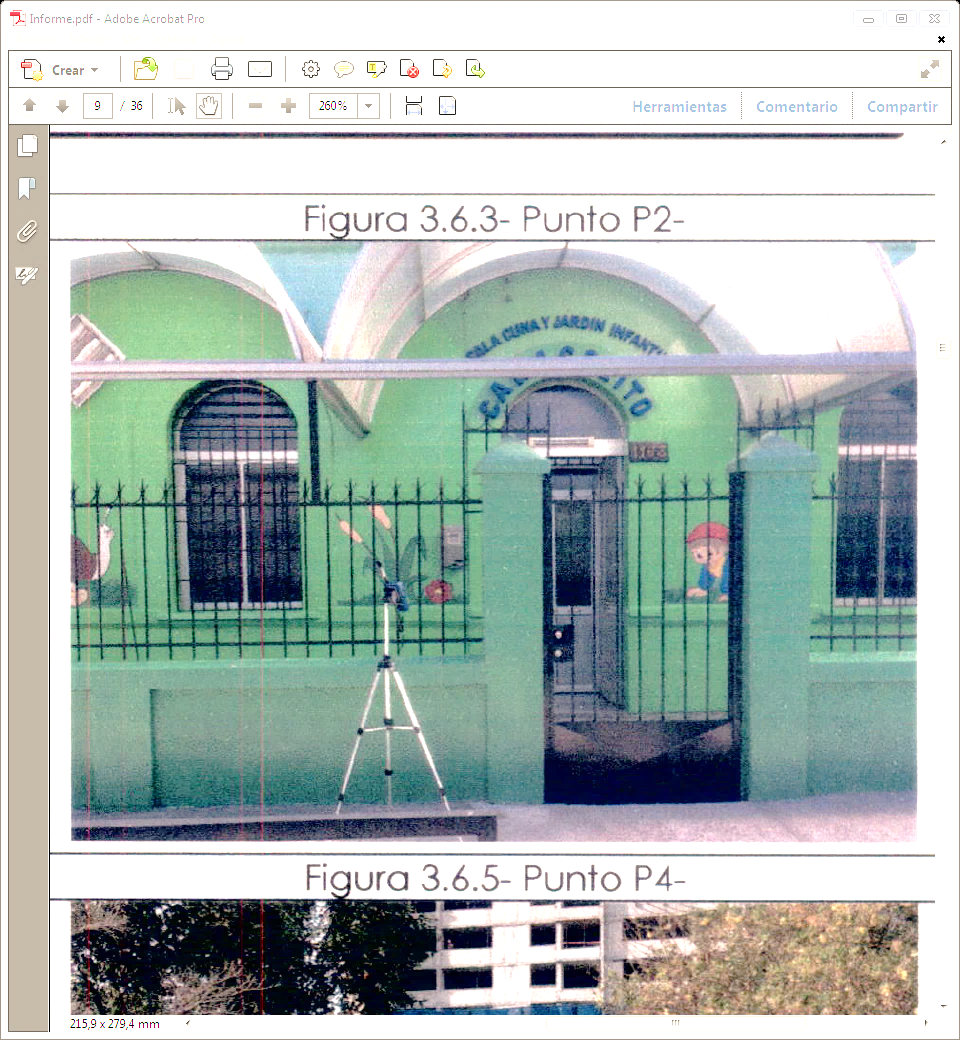 Informe.pdf - Adobe Acrobat Pro
Crear
9 / 36
260%
Herramientas Comentario Compartir
Figura 3.6.3- Punto P2-
CUNA Y JARDIN
Figura 3.6.5- Punto P4-
215,9 x 279,4 mm